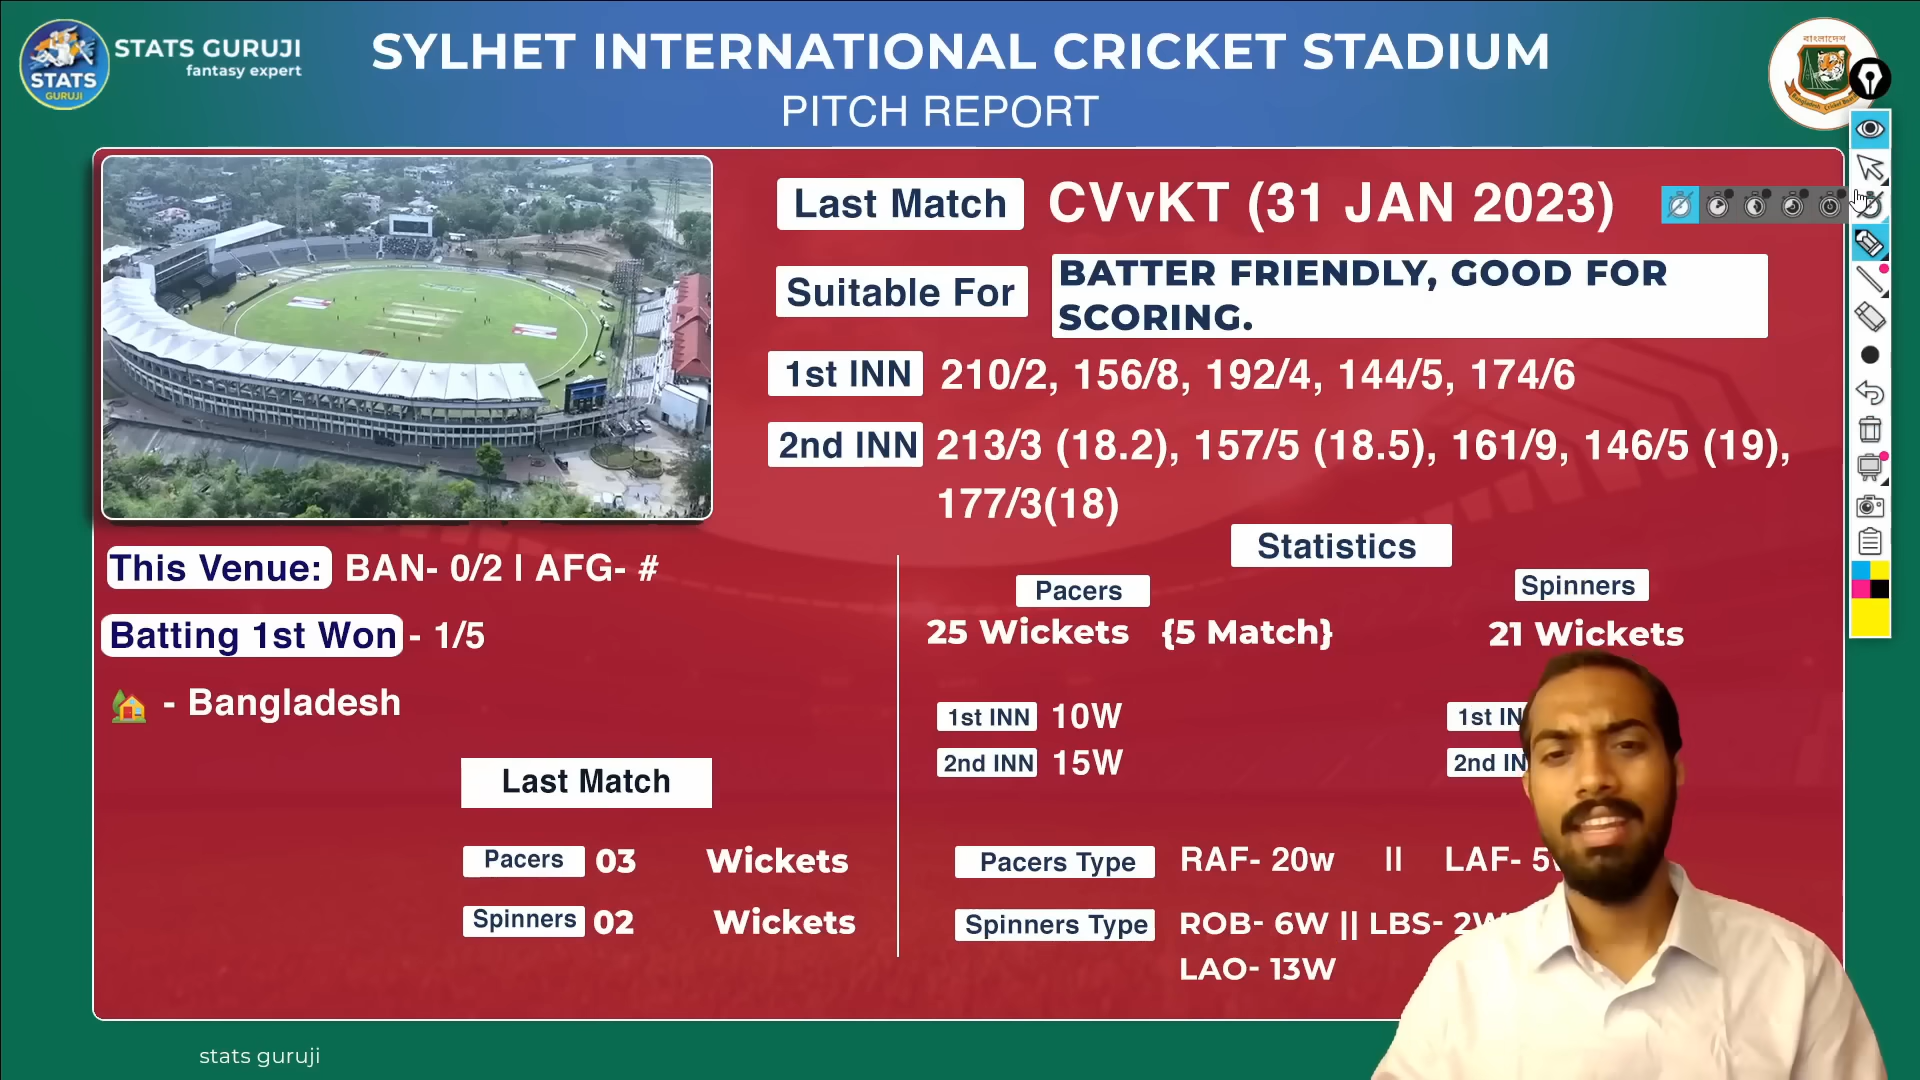 STATS GURUJI
fantasy expert
STATS
GURUJI
SYLHET INTERNATIONAL CRICKET STADIUM
PITCH REPORT
বাংলাদেশ
Last Match CVvKT (31 JAN 2023)
Suitable For BATTER FRIENDLY, GOOD FOR
SCORING.
1st INN 210/2, 156/8, 192/4, 144/5, 174/6
2nd INN 213/3 (18.2), 157/5 (18.5), 161/9, 146/5 (19),
177/3(18)
This Venue: BAN- 0/2 | AFG- #
Batting 1st Won - 1/5
- Bangladesh
Last Match
Pacers 03 Wickets
Spinners 02 Wickets
Statistics
Pacers Spinners
25 Wickets {5 Match} 21 Wickets
1st INN 10W 1st IN
2nd INN 15W 2nd IN
Pacers Type RAF- 20w || LAF- 5
Spinners Type ROB- 6W || LBS- 2W
LAO- 13W
stats guruji